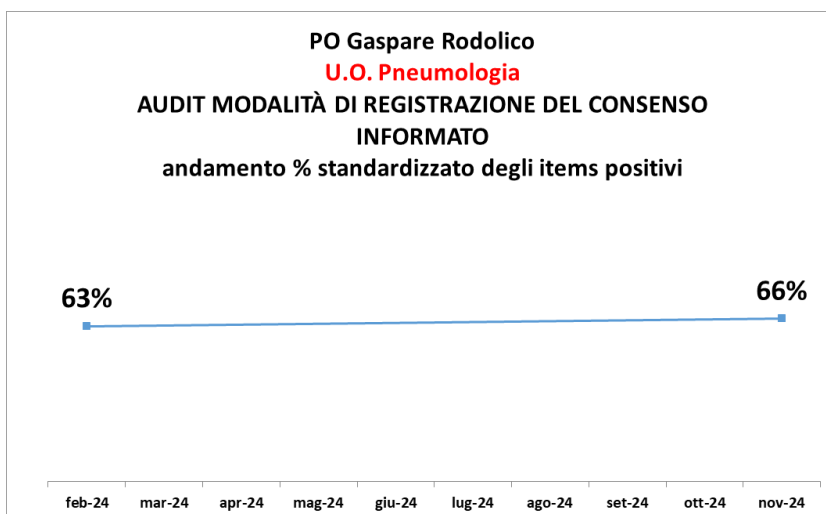 PO Gaspare Rodolico
U.O. Pneumologia
AUDIT MODALITÀ DI REGISTRAZIONE DEL CONSENSO
INFORMATO
andamento % standardizzato degli items positivi
63%
66%
feb-24 mar-24 apr-24 mag-24 giu-24 lug-24 ago-24 set-24 ott-24 nov-24